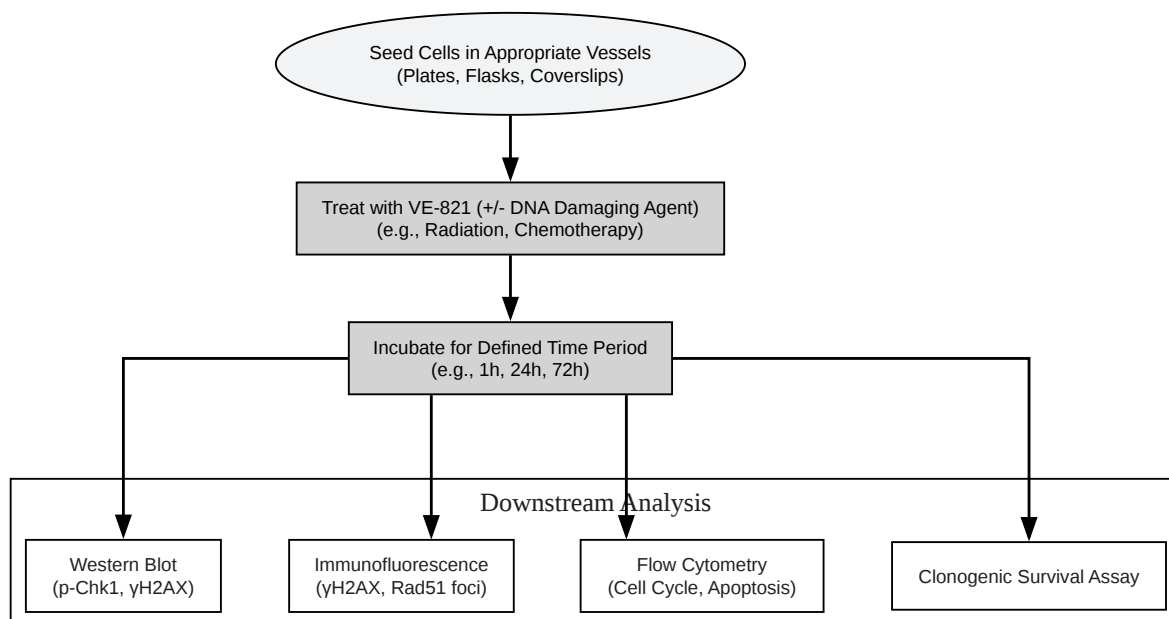 Seed Cells in Appropriate Vessels
(Plates, Flasks, Coverslips)
Treat with VE-821 (+/- DNA Damaging Agent)
(e.g., Radiation, Chemotherapy)
Incubate for Defined Time Period
(e.g., 1h, 24h, 72h)
Downstream Analysis
Western Blot
(p-Chk1, γH2AX)
Immunofluorescence
(γH2AX, Rad51 foci)
Flow Cytometry
(Cell Cycle, Apoptosis)
Clonogenic Survival Assay